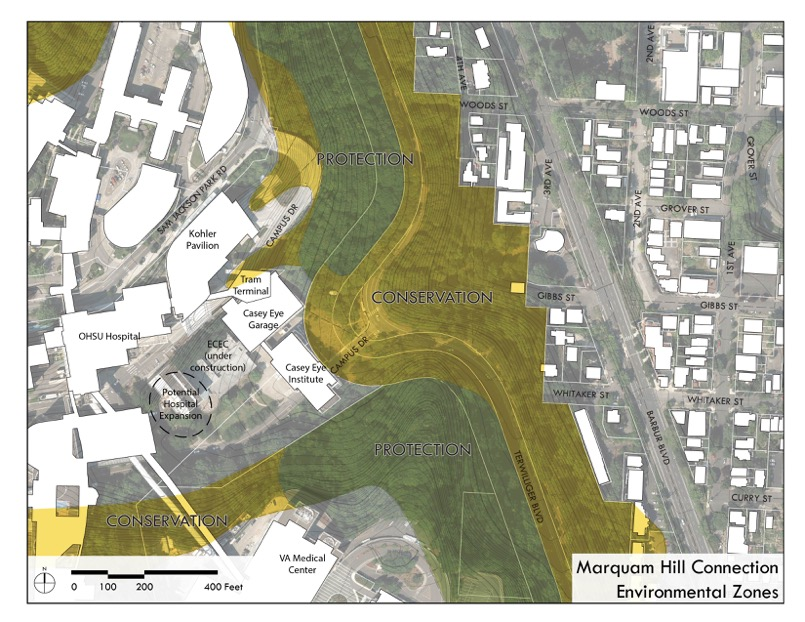 2ND AVE
4TH AVE
WOODS ST
WOODS ST
PROTECTION
GROVER ST
3RD AVE
SAM JACKSON PARK RD
2ND AVE
GROVER ST
CAMPUS DR
Kohler
Pavilion
1ST AVE
Tram
Terminal
CONSERVATION
GIBBS ST
GIBBS ST
Casey Eye
Garage
OHSU Hospital
ECEC
(under
construction)
CAMPUS DR
Casey Eye
Institute
Potential
Hospital
Expansion
WHITAKER ST
WHITAKER ST
BARBUR BLVD
PROTECTION
TERWILLIGER BLVD
CURRY ST
CONSERVATION
VA Medical
Center
N
0 100 200 400 Feet
Marquam Hill Connection
Environmental Zones